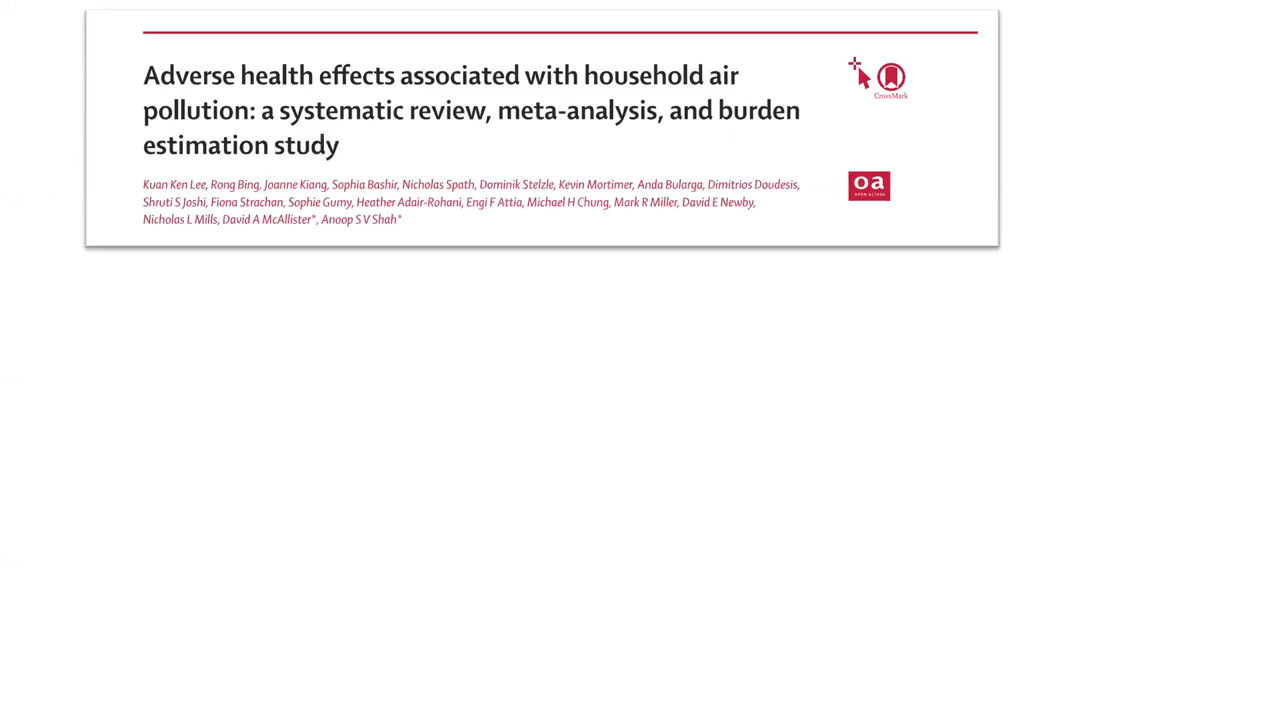 Adverse health effects associated with household air
pollution: a systematic review, meta-analysis, and burden
estimation study
CrossMark
Kuan Ken Lee, Rong Bing, Joanne Kiang, Sophia Bashir, Nicholas Spath, Dominik Stelzle, Kevin Mortimer, Anda Bularga, Dimitrios Doudesis,
Shruti S Joshi, Fiona Strachan, Sophie Gumy, Heather Adair-Rohani, Engi F Attia, Michael H Chung, Mark R Miller, David E Newby,
Nicholas L Mills, David A McAllister*, Anoop S V Shah*
oa
OPEN ACCESS